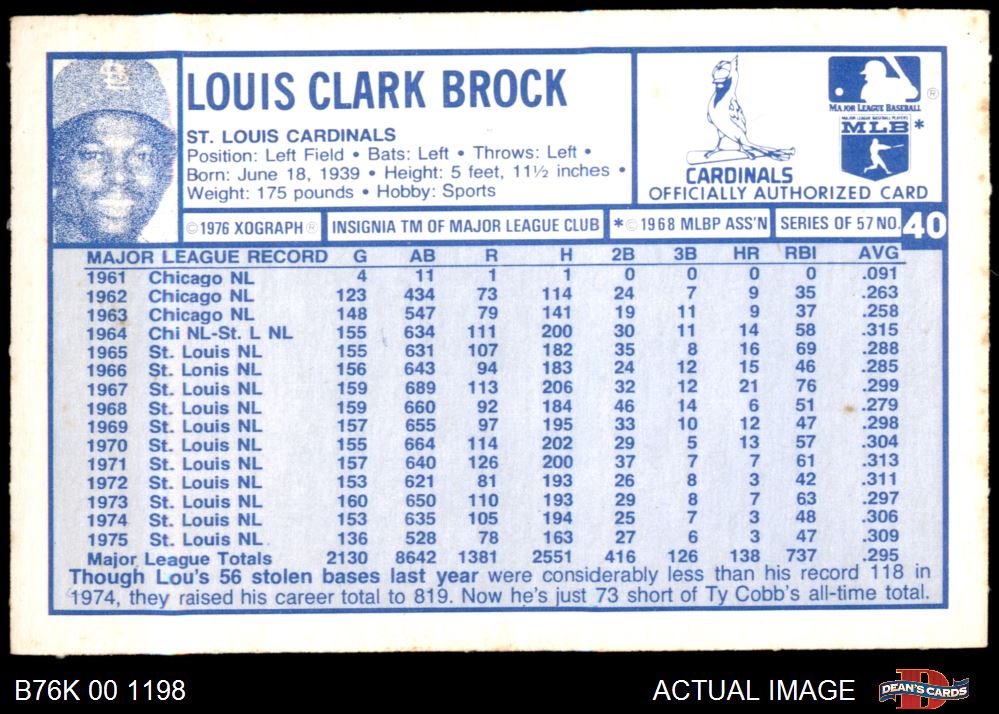 StL
LOUIS CLARK BROCK
ST. LOUIS CARDINALS
Position: Left Field • Bats: Left • Throws: Left •
Born: June 18, 1939 • Height: 5 feet, 11½ inches •
Weight: 175 pounds • Hobby: Sports
CARDINALS
OFFICIALLY AUTHORIZED CARD
MAJOR LEAGUE BASEBALL ®
MAJOR LEAGUE BASEBALL PLAYERS
MLB *
© 1976 XOGRAPH ® INSIGNIA TM OF MAJOR LEAGUE CLUB * © 1968 MLBP ASS'N SERIES OF 57 NO. 40
MAJOR LEAGUE RECORD G AB R H 2B 3B HR RBI AVG
1961 Chicago NL 4 11 1 1 0 0 0 0 .091
1962 Chicago NL 123 434 73 114 24 7 9 35 .263
1963 Chicago NL 148 547 79 141 19 11 9 37 .258
1964 Chi NL-St. L NL 155 634 111 200 30 11 14 58 .315
1965 St. Louis NL 155 631 107 182 35 8 16 69 .288
1966 St. Lonis NL 156 643 94 183 24 12 15 46 .285
1967 St. Louis NL 159 689 113 206 32 12 21 76 .299
1968 St. Louis NL 159 660 92 184 46 14 6 51 .279
1969 St. Louis NL 157 655 97 195 33 10 12 47 .298
1970 St. Louis NL 155 664 114 202 29 5 13 57 .304
1971 St. Louis NL 157 640 126 200 37 7 7 61 .313
1972 St. Louis NL 153 621 81 193 26 8 3 42 .311
1973 St. Louis NL 160 650 110 193 29 8 7 63 .297
1974 St. Louis NL 153 635 105 194 25 7 3 48 .306
1975 St. Louis NL 136 528 78 163 27 6 3 47 .309
Major League Totals 2130 8642 1381 2551 416 126 138 737 .295
Though Lou's 56 stolen bases last year were considerably less than his record 118 in
1974, they raised his career total to 819. Now he's just 73 short of Ty Cobb's all-time total.
B76K 00 1198
ACTUAL IMAGE
D
DEAN'S CARDS